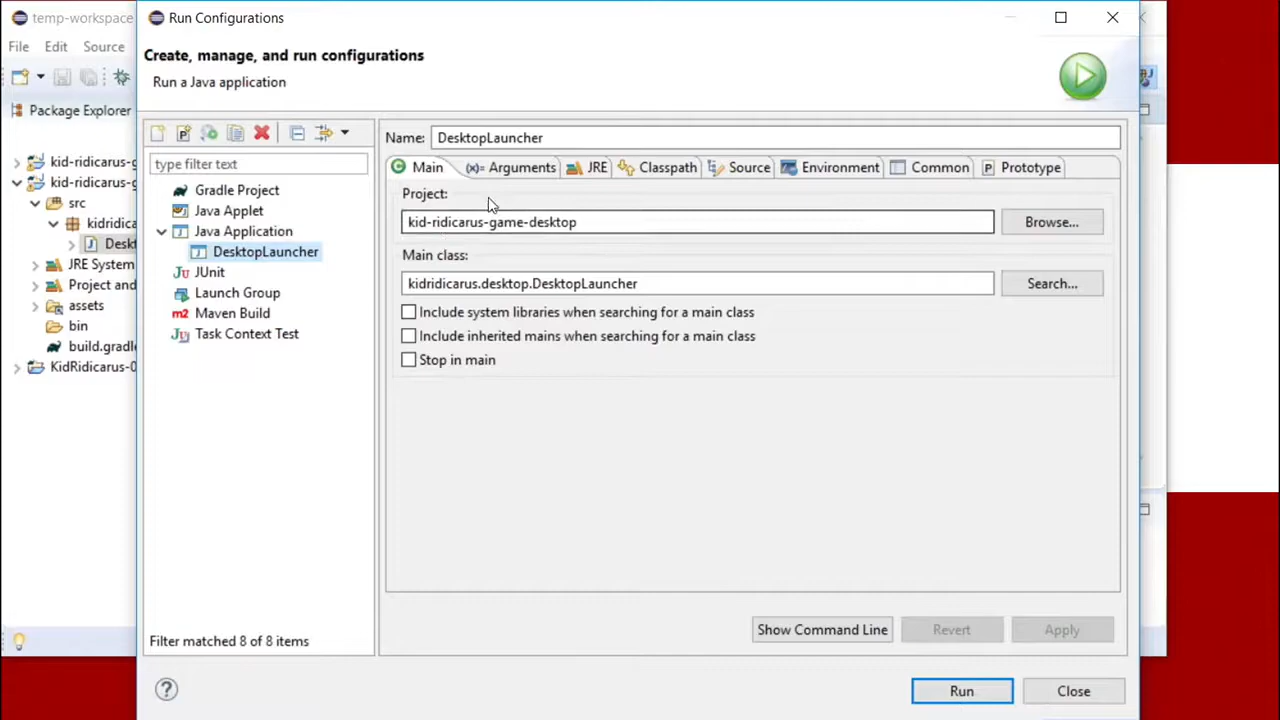 temp-workspace
Run Configurations
File Edit Source
Create, manage, and run configurations
Run a Java application
Package Explorer
kid-ridicarus-g
kid-ridicarus-g
src
kidridica
Deskt
JRE System
Project and
assets
bin
build.gradle
KidRidicarus-0
type filter text
Gradle Project
Java Applet
Java Application
DesktopLauncher
Ju JUnit
Launch Group
m2 Maven Build
Task Context Test
Filter matched 8 of 8 items
Name: DesktopLauncher
Main (x)= Arguments JRE Classpath Source Environment Common P Prototype
Project:
kid-ridicarus-game-desktop Browse...
Main class:
kidridicarus.desktop.DesktopLauncher Search...
Include system libraries when searching for a main class
Include inherited mains when searching for a main class
Stop in main
Show Command Line Revert Apply
Run Close